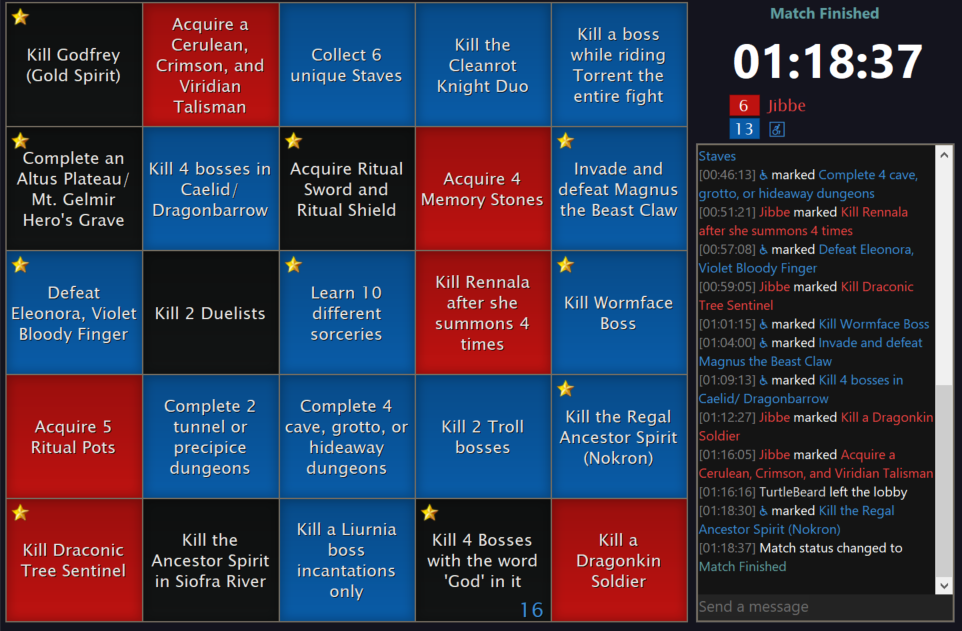 Kill Godfrey
(Gold Spirit)
Acquire a
Cerulean,
Crimson, and
Viridian
Talisman
Collect 6
unique Staves
Kill the
Cleanrot
Knight Duo
Kill a boss
while riding
Torrent the
entire fight
Complete an
Altus Plateau/
Mt. Gelmir
Hero's Grave
Kill 4 bosses in
Caelid/
Dragonbarrow
Acquire Ritual
Sword and
Ritual Shield
Acquire 4
Memory Stones
Invade and
defeat Magnus
the Beast Claw
Defeat
Eleonora, Violet
Bloody Finger
Kill 2 Duelists
Learn 10
different
sorceries
Kill Rennala
after she
summons 4
times
Kill Wormface
Boss
Acquire 5
Ritual Pots
Complete 2
tunnel or
precipice
dungeons
Complete 4
cave, grotto, or
hideaway
dungeons
Kill 2 Troll
bosses
Kill the Regal
Ancestor Spirit
(Nokron)
Kill Draconic
Tree Sentinel
Kill the
Ancestor Spirit
in Siofra River
Kill a Liurnia
boss
incantations
only
Kill 4 Bosses
with the word
'God' in it
16
Kill a
Dragonkin
Soldier
Match Finished
01:18:37
6 Jibbe
13 ♿
Staves
[00:46:13] ♿ marked Complete 4 cave,
grotto, or hideaway dungeons
[00:51:21] Jibbe marked Kill Rennala
after she summons 4 times
[00:57:08] ♿ marked Defeat Eleonora,
Violet Bloody Finger
[00:59:05] Jibbe marked Kill Draconic
Tree Sentinel
[01:01:15] ♿ marked Kill Wormface Boss
[01:04:00] ♿ marked Invade and defeat
Magnus the Beast Claw
[01:09:13] ♿ marked Kill 4 bosses in
Caelid/ Dragonbarrow
[01:12:27] Jibbe marked Kill a Dragonkin
Soldier
[01:16:05] Jibbe marked Acquire a
Cerulean, Crimson, and Viridian Talisman
[01:16:16] TurtleBeard left the lobby
[01:18:30] ♿ marked Kill the Regal
Ancestor Spirit (Nokron)
[01:18:37] Match status changed to
Match Finished
Send a message